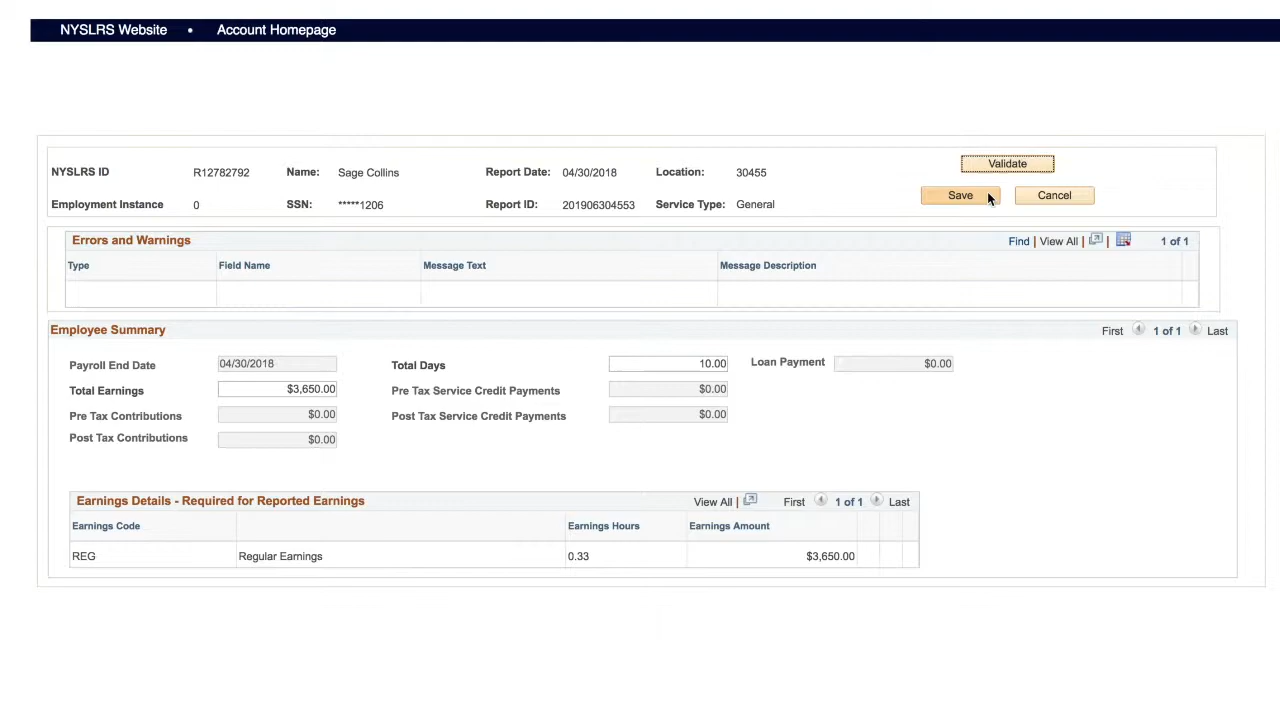 NYSLRS Website • Account Homepage
NYSLRS ID R12782792 Name: Sage Collins Report Date: 04/30/2018 Location: 30455 Validate
Save Cancel
Employment Instance 0 SSN: *****1206 Report ID: 201906304553 Service Type: General
Errors and Warnings Find | View All | | 1 of 1
Type Field Name Message Text Message Description
Employee Summary First 1 of 1 Last
Payroll End Date 04/30/2018 Total Days 10.00 Loan Payment $0.00
Total Earnings $3,650.00 Pre Tax Service Credit Payments $0.00
Pre Tax Contributions $0.00 Post Tax Service Credit Payments $0.00
Post Tax Contributions $0.00
Earnings Details - Required for Reported Earnings View All | First 1 of 1 Last
Earnings Code Earnings Hours Earnings Amount
REG Regular Earnings 0.33 $3,650.00